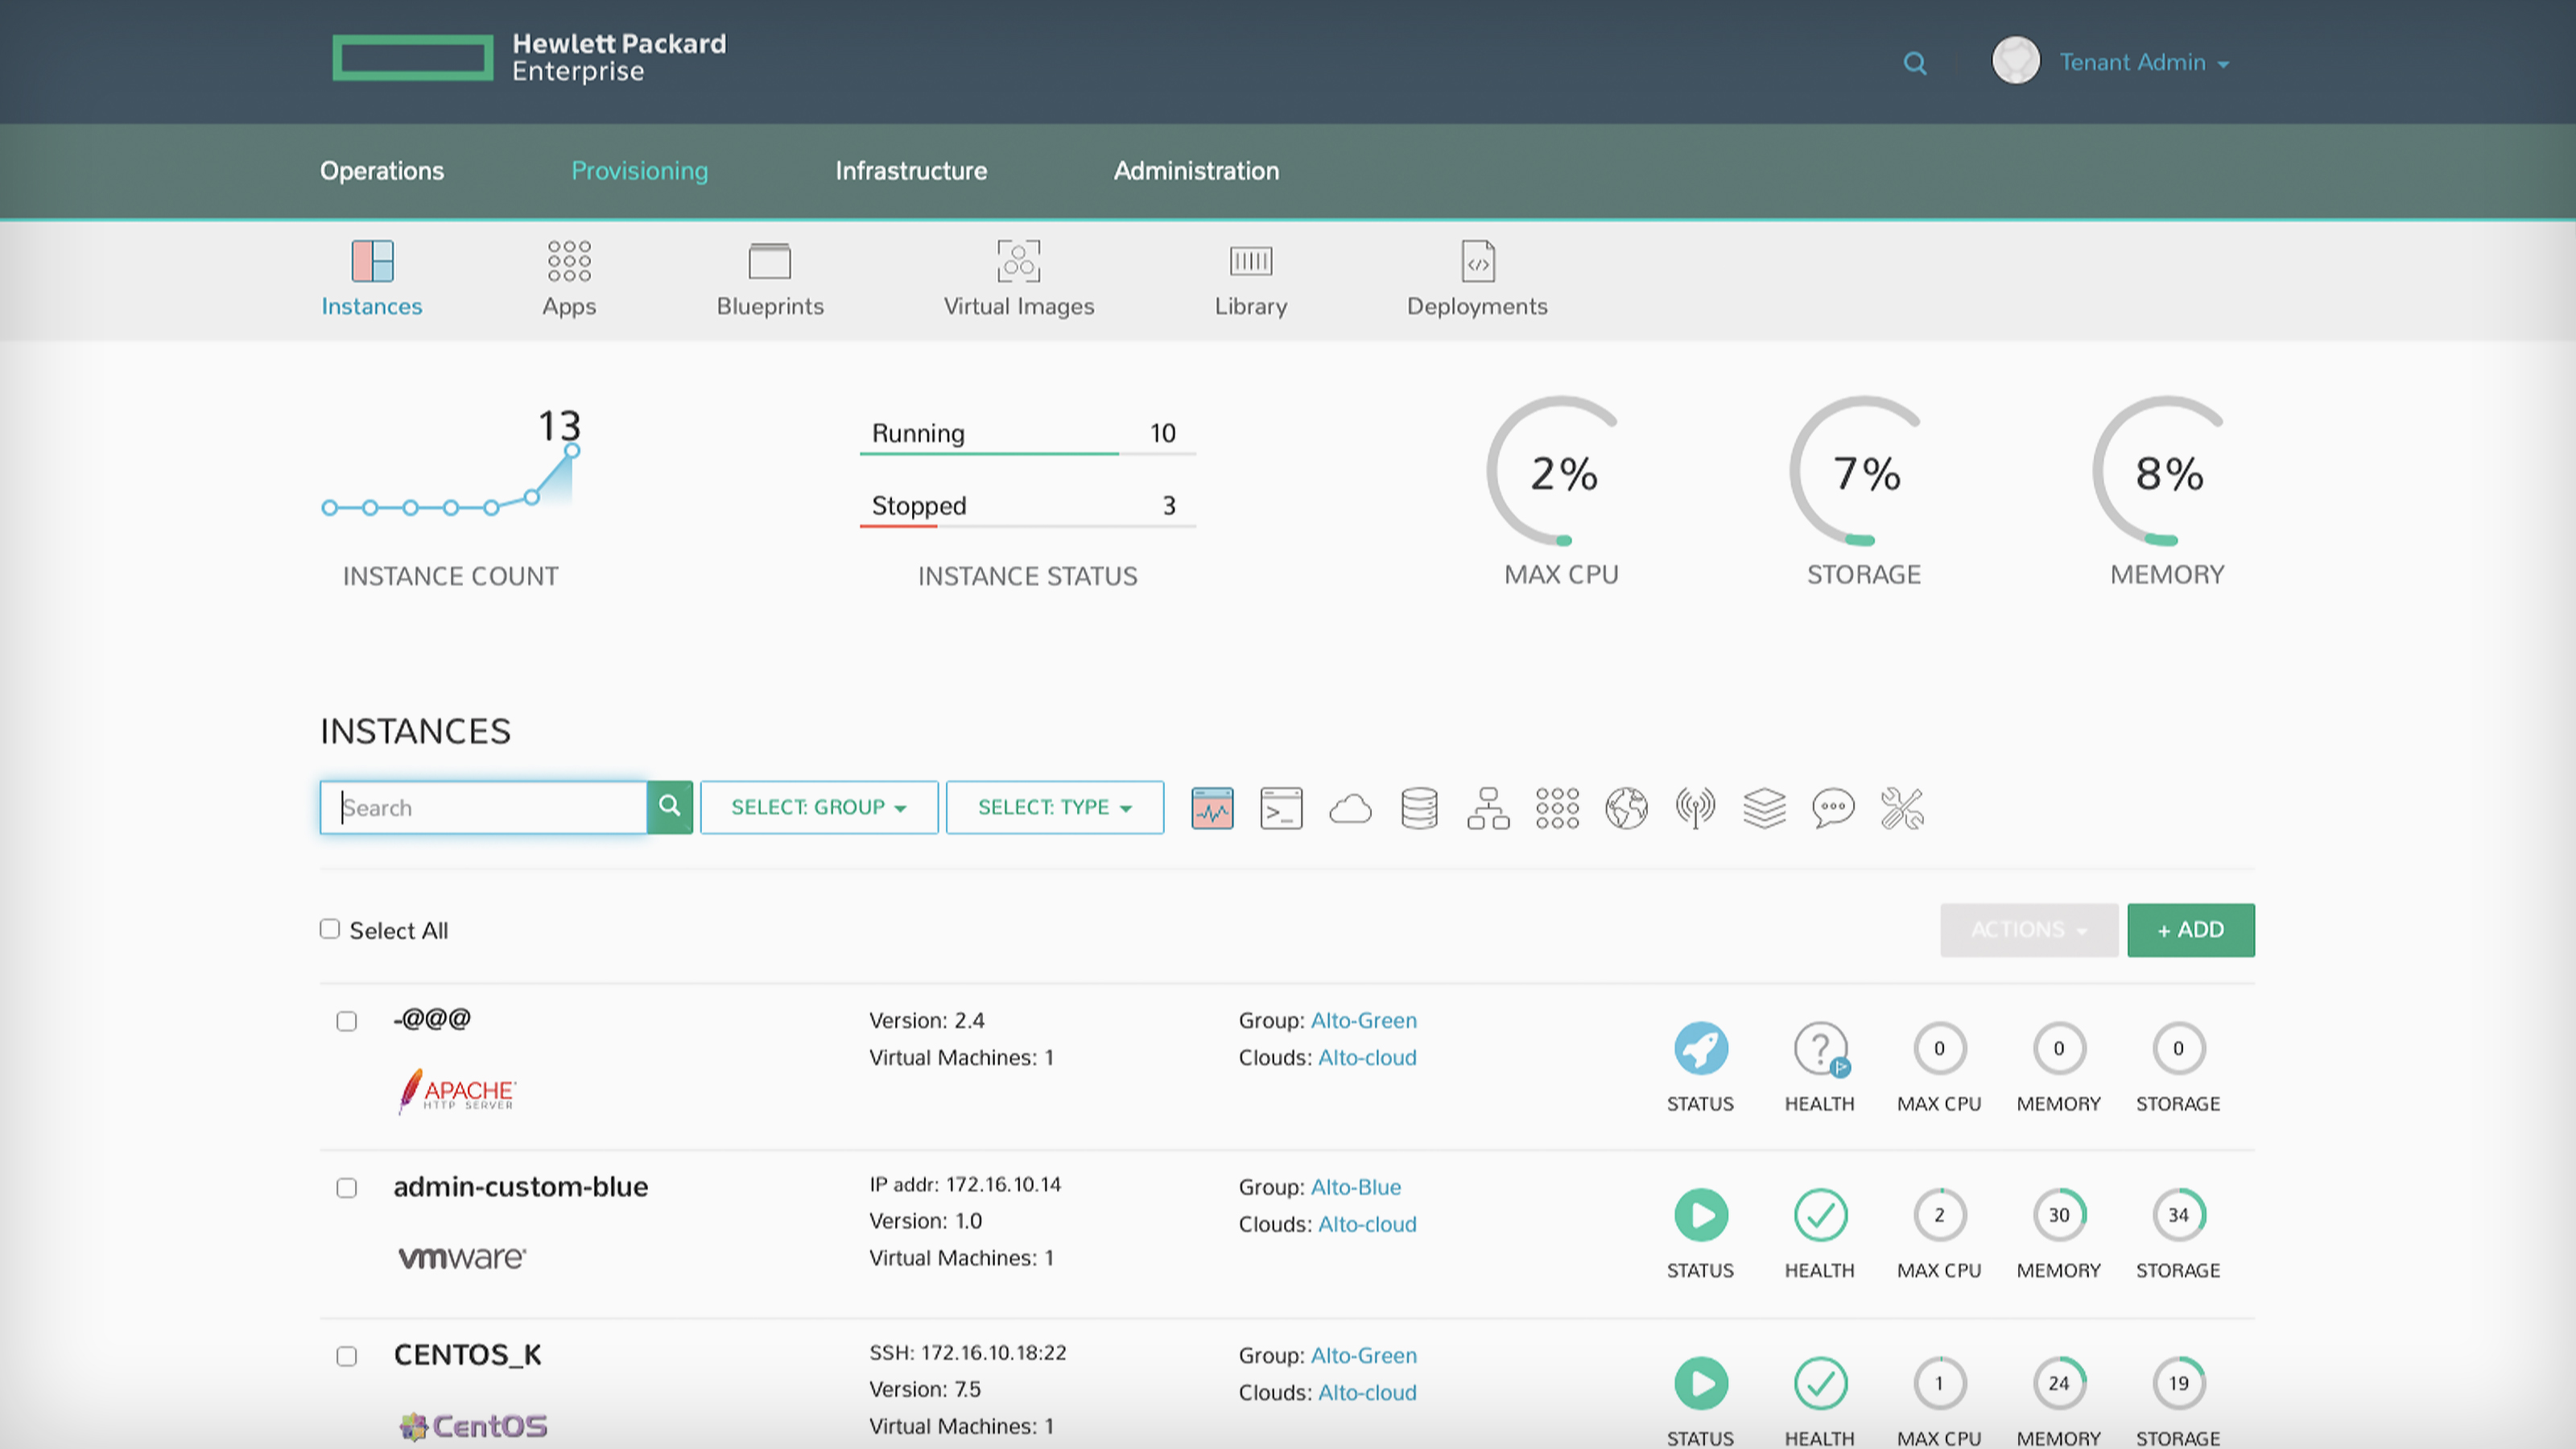 Hewlett Packard
Enterprise
Tenant Admin
Operations Provisioning Infrastructure Administration
Instances Apps Blueprints Virtual Images Library Deployments
13
INSTANCE COUNT
Running 10
Stopped 3
INSTANCE STATUS
2%
MAX CPU
7%
STORAGE
8%
MEMORY
INSTANCES
Search SELECT: GROUP SELECT: TYPE
Select All ACTIONS + ADD
-@@@
APACHE
HTTP SERVER
Version: 2.4
Virtual Machines: 1
Group: Alto-Green
Clouds: Alto-cloud
0 0 0
STATUS HEALTH MAX CPU MEMORY STORAGE
admin-custom-blue
vmware
IP addr: 172.16.10.14
Version: 1.0
Virtual Machines: 1
Group: Alto-Blue
Clouds: Alto-cloud
2 30 34
STATUS HEALTH MAX CPU MEMORY STORAGE
CENTOS_K
CentOS
SSH: 172.16.10.18:22
Version: 7.5
Virtual Machines: 1
Group: Alto-Green
Clouds: Alto-cloud
1 24 19
STATUS HEALTH MAX CPU MEMORY STORAGE